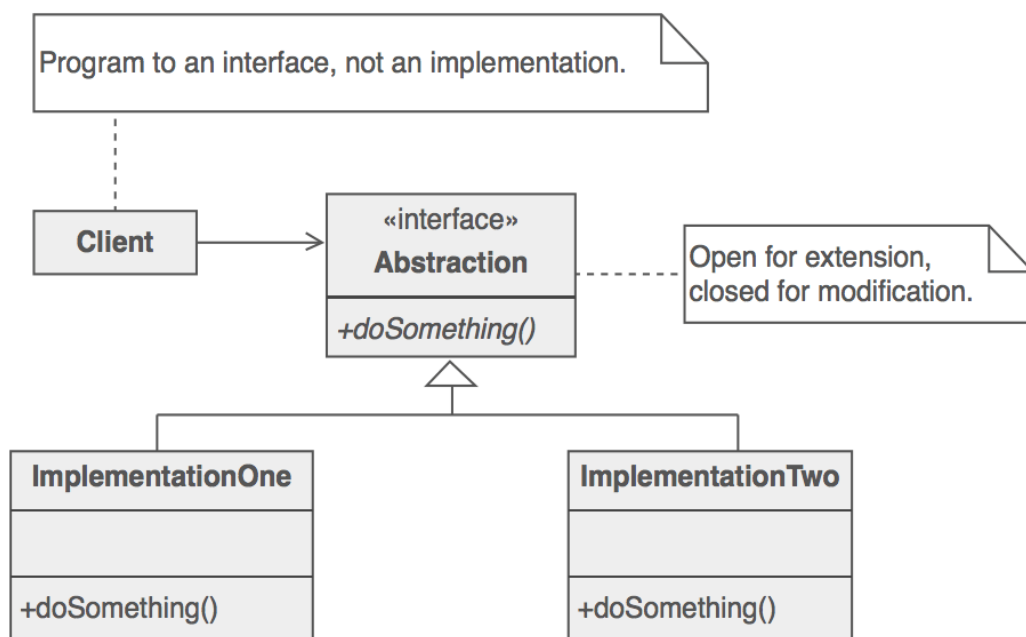 Program to an interface, not an implementation.
Client
«interface»
Abstraction
+doSomething()
Open for extension,
closed for modification.
ImplementationOne
+doSomething()
ImplementationTwo
+doSomething()